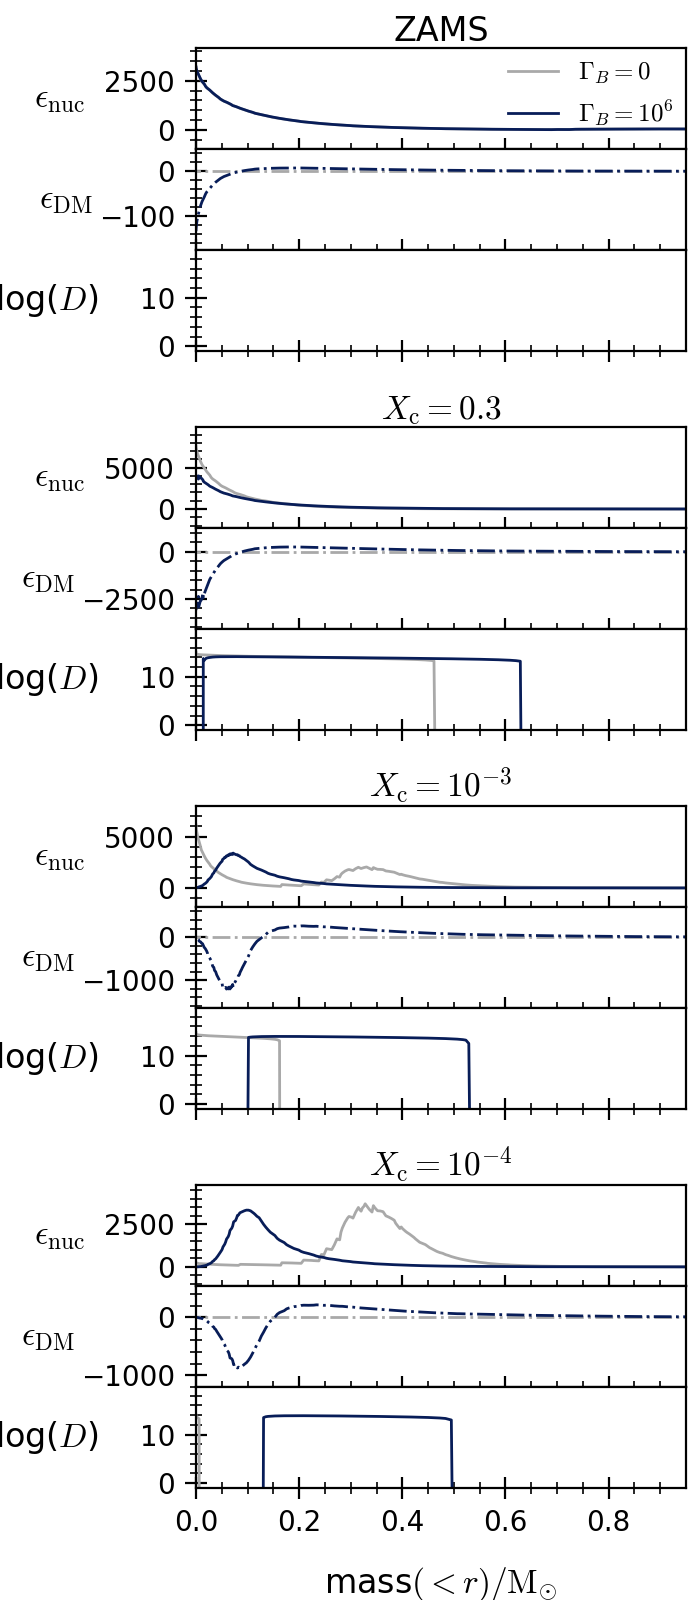 ZAMS
ϵ_nuc
2500
0
Γ_B = 0
Γ_B = 10^6
ϵ_DM
0
−100
log(D)
10
0
X_c = 0.3
ϵ_nuc
5000
0
ϵ_DM
0
−2500
log(D)
10
0
X_c = 10^−3
ϵ_nuc
5000
0
ϵ_DM
0
−1000
log(D)
10
0
X_c = 10^−4
ϵ_nuc
2500
0
ϵ_DM
0
−1000
log(D)
10
0
0.0 0.2 0.4 0.6 0.8
mass(< r)/M_⊙